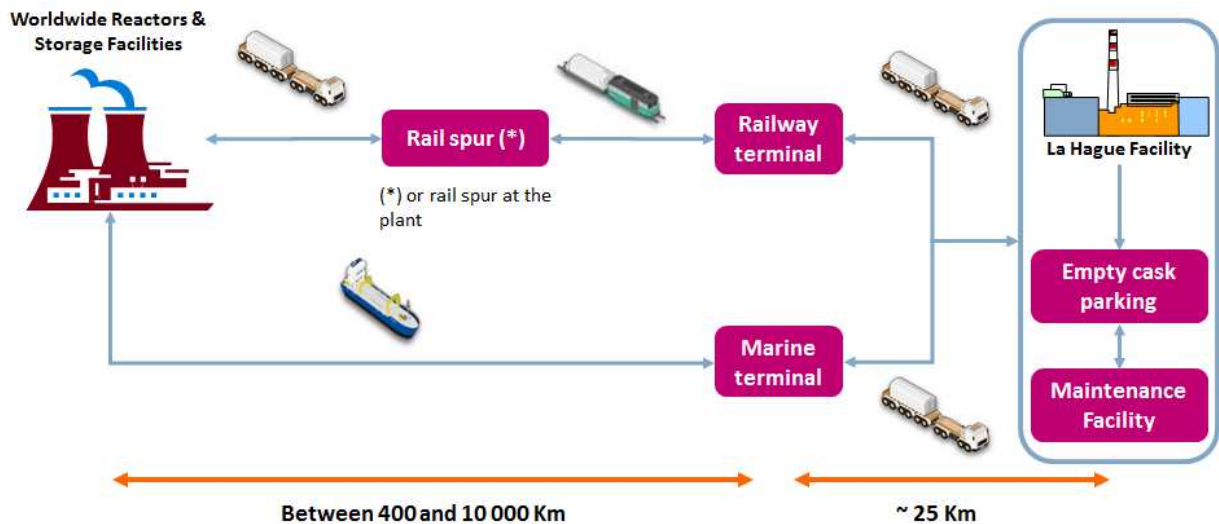 Worldwide Reactors &
Storage Facilities
Rail spur (*)
(*) or rail spur at the
plant
Railway
terminal
Marine
terminal
La Hague Facility
Empty cask
parking
Maintenance
Facility
Between 400 and 10 000 Km
~ 25 Km